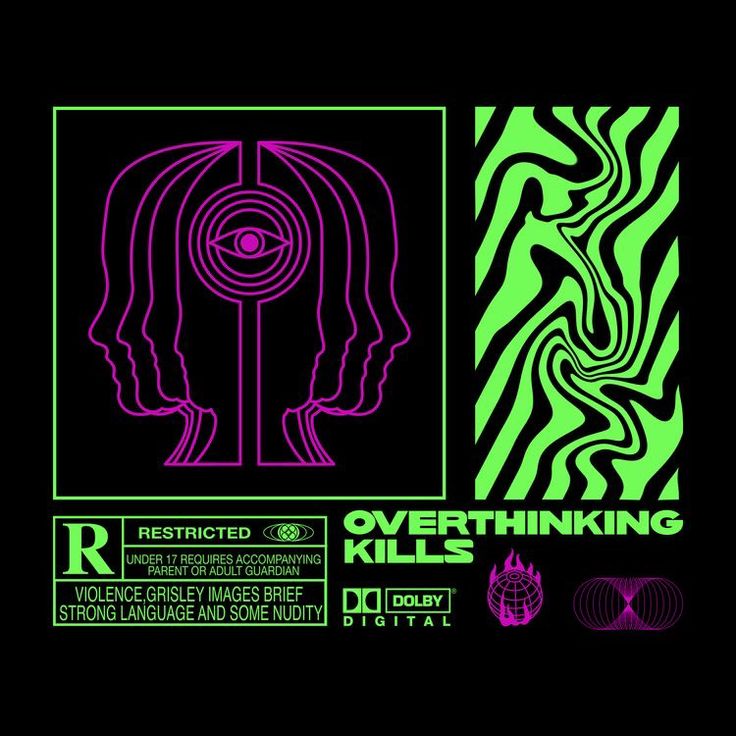 OVERTHINKING
KILLS
R
RESTRICTED
UNDER 17 REQUIRES ACCOMPANYING
PARENT OR ADULT GUARDIAN
VIOLENCE,GRISLEY IMAGES BRIEF
STRONG LANGUAGE AND SOME NUDITY
DOLBY®
DIGITAL